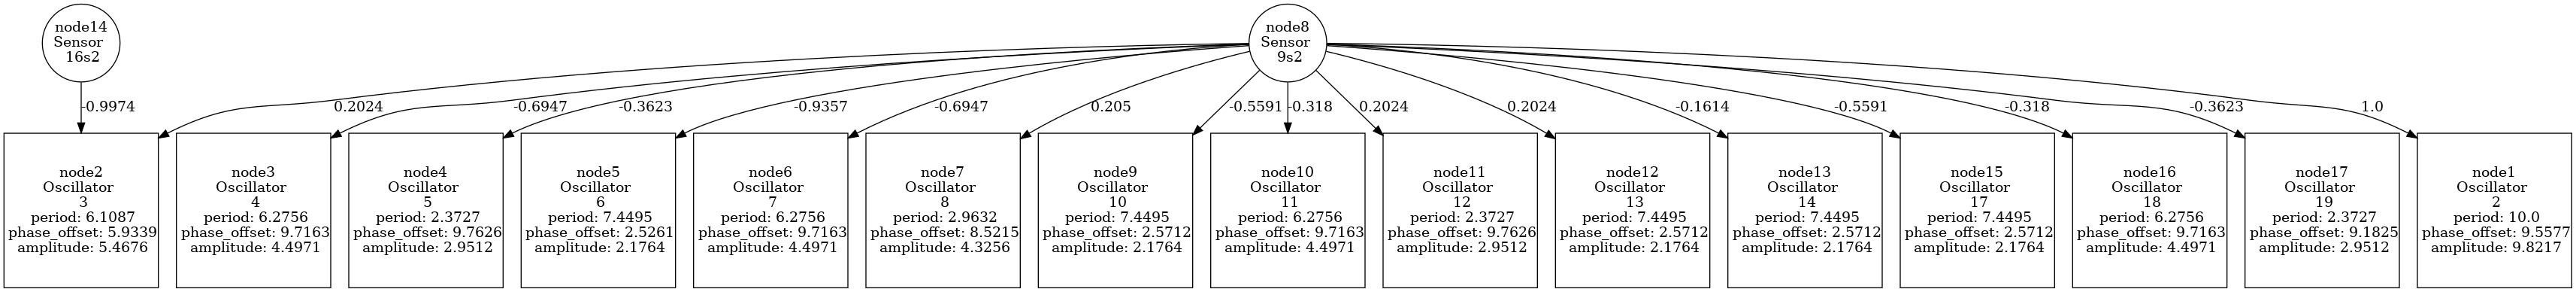 node14
Sensor
16s2
node8
Sensor
9s2
-0.9974
0.2024
-0.6947
-0.3623
-0.9357
-0.6947
0.205
-0.5591
-0.318
0.2024
0.2024
-0.1614
-0.5591
-0.318
-0.3623
1.0
node2
Oscillator
3
period: 6.1087
phase_offset: 5.9339
amplitude: 5.4676
node3
Oscillator
4
period: 6.2756
phase_offset: 9.7163
amplitude: 4.4971
node4
Oscillator
5
period: 2.3727
phase_offset: 9.7626
amplitude: 2.9512
node5
Oscillator
6
period: 7.4495
phase_offset: 2.5261
amplitude: 2.1764
node6
Oscillator
7
period: 6.2756
phase_offset: 9.7163
amplitude: 4.4971
node7
Oscillator
8
period: 2.9632
phase_offset: 8.5215
amplitude: 4.3256
node9
Oscillator
10
period: 7.4495
phase_offset: 2.5712
amplitude: 2.1764
node10
Oscillator
11
period: 6.2756
phase_offset: 9.7163
amplitude: 4.4971
node11
Oscillator
12
period: 2.3727
phase_offset: 9.7626
amplitude: 2.9512
node12
Oscillator
13
period: 7.4495
phase_offset: 2.5712
amplitude: 2.1764
node13
Oscillator
14
period: 7.4495
phase_offset: 2.5712
amplitude: 2.1764
node15
Oscillator
17
period: 7.4495
phase_offset: 2.5712
amplitude: 2.1764
node16
Oscillator
18
period: 6.2756
phase_offset: 9.7163
amplitude: 4.4971
node17
Oscillator
19
period: 2.3727
phase_offset: 9.1825
amplitude: 2.9512
node1
Oscillator
2
period: 10.0
phase_offset: 9.5577
amplitude: 9.8217